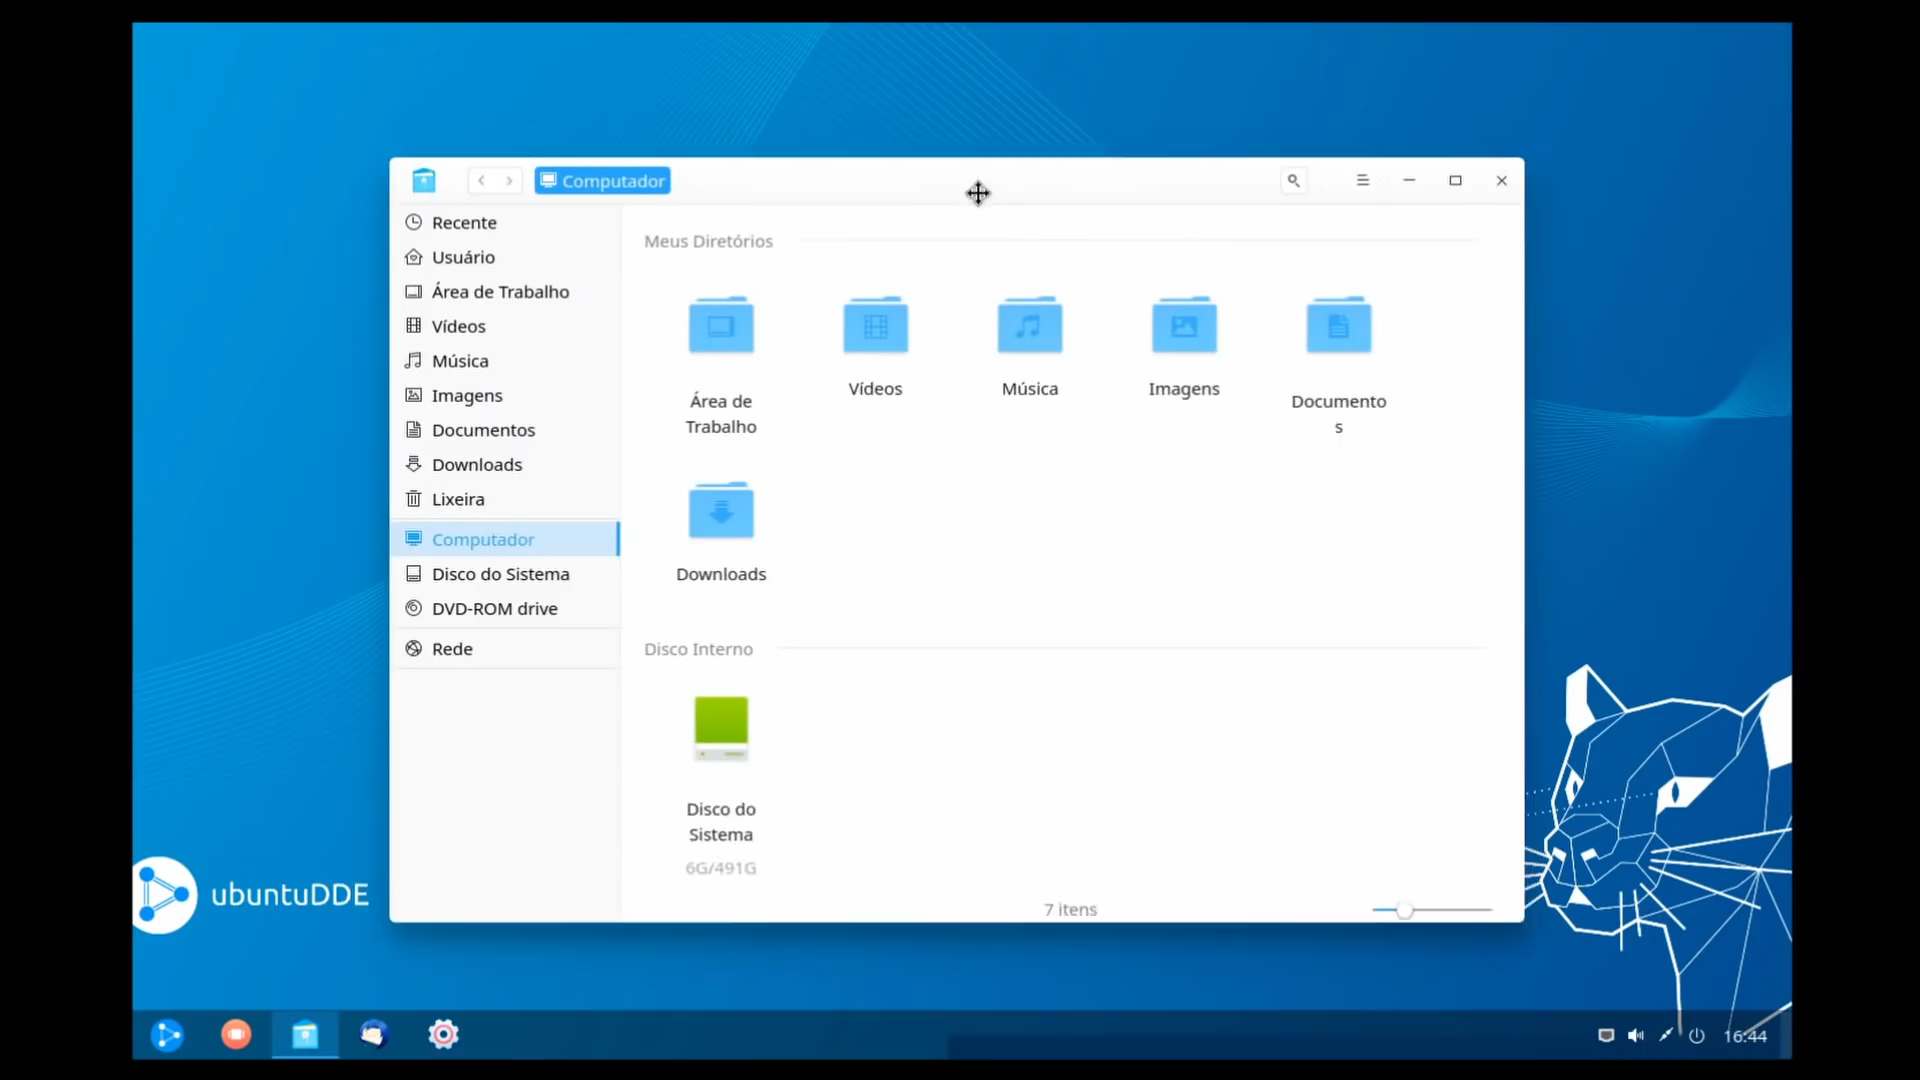 Computador
Recente
Usuário
Área de Trabalho
Vídeos
Música
Imagens
Documentos
Downloads
Lixeira
Computador
Disco do Sistema
DVD-ROM drive
Rede
Meus Diretórios
Área de
Trabalho
Vídeos
Música
Imagens
Documento
s
Downloads
Disco Interno
Disco do
Sistema
6G/491G
7 itens
ubuntuDDE
16:44